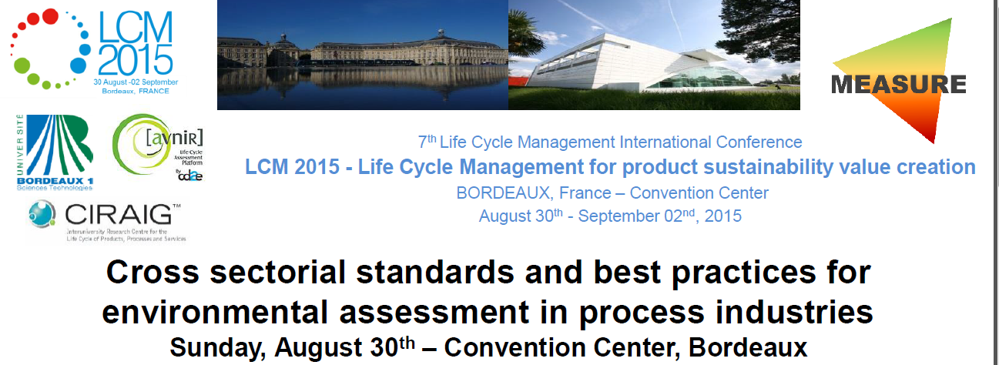 LCM
2015
30 August -02 September
Bordeaux, FRANCE
MEASURE
UNIVERSITÉ
BORDEAUX 1
Sciences Technologies
[avniR]
Life Cycle
Assessment
Platform
By cd2e
CIRAIG™
Interuniversity Research Centre for the
Life Cycle of Products, Processes and Services
7th Life Cycle Management International Conference
LCM 2015 - Life Cycle Management for product sustainability value creation
BORDEAUX, France – Convention Center
August 30th - September 02nd, 2015
Cross sectorial standards and best practices for
environmental assessment in process industries
Sunday, August 30th – Convention Center, Bordeaux